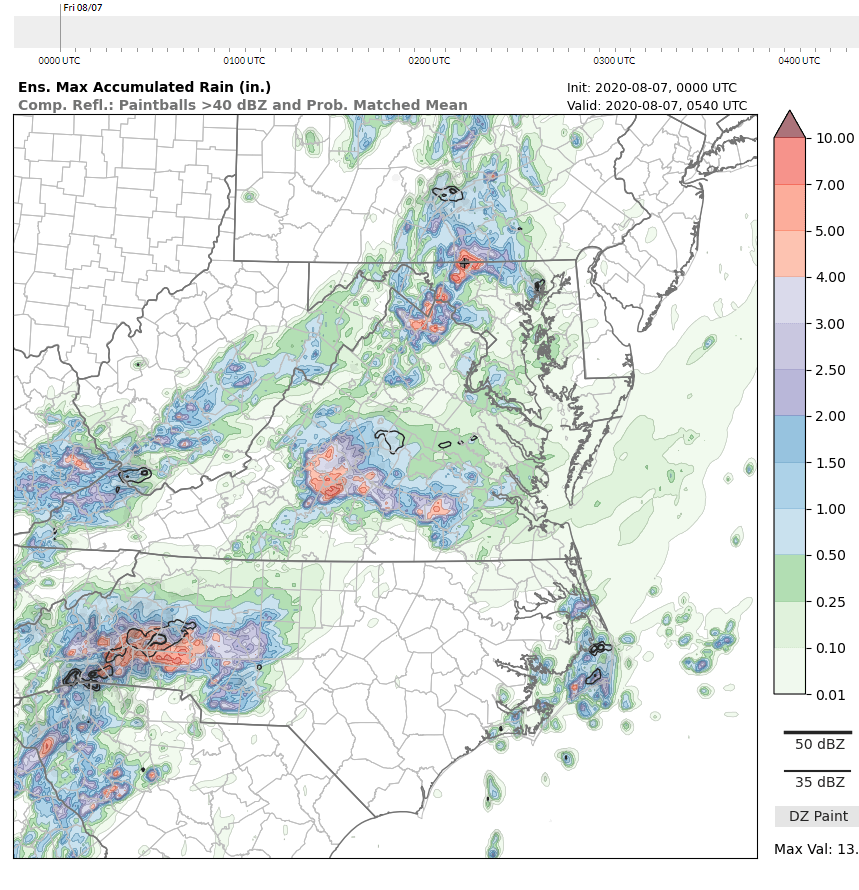 Fri 08/07
0000 UTC 0100 UTC 0200 UTC 0300 UTC 0400 UTC
Ens. Max Accumulated Rain (in.)
Init: 2020-08-07, 0000 UTC
Comp. Refl.: Paintballs >40 dBZ and Prob. Matched Mean
Valid: 2020-08-07, 0540 UTC
10.00
7.00
5.00
4.00
3.00
2.50
2.00
1.50
1.00
0.50
0.25
0.10
0.01
50 dBZ
35 dBZ
DZ Paint
Max Val: 13.